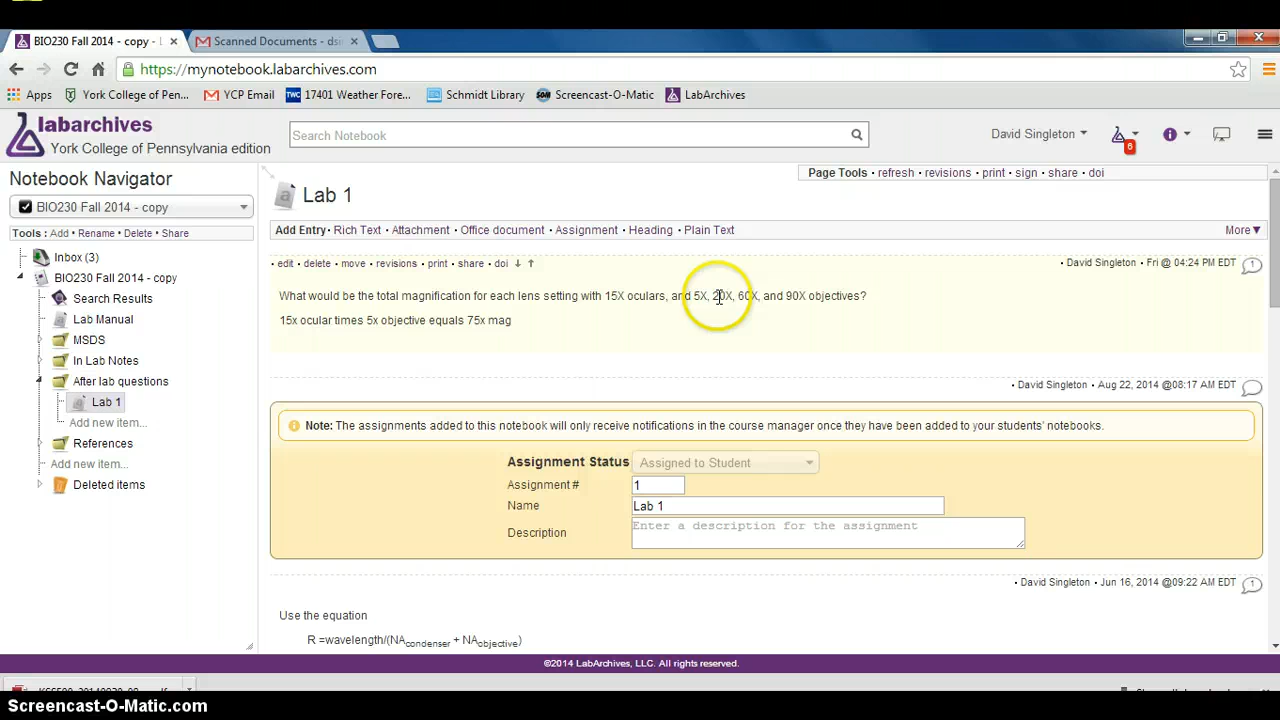 BIO230 Fall 2014 - copy - L
Scanned Documents - dsi
https://mynotebook.labarchives.com
Apps
York College of Pen...
YCP Email
TWC
17401 Weather Fore...
Schmidt Library
SOM
Screencast-O-Matic
LabArchives
labarchives
York College of Pennsylvania edition
Search Notebook
David Singleton
6
Notebook Navigator
BIO230 Fall 2014 - copy
Tools : Add • Rename • Delete • Share
Inbox (3)
BIO230 Fall 2014 - copy
Search Results
Lab Manual
MSDS
In Lab Notes
After lab questions
Lab 1
Add new item...
References
Add new item...
Deleted items
Page Tools • refresh • revisions • print • sign • share • doi
Lab 1
Add Entry• Rich Text • Attachment • Office document • Assignment • Heading • Plain Text
More▼
• edit • delete • move • revisions • print • share • doi
• David Singleton • Fri @ 04:24 PM EDT
1
What would be the total magnification for each lens setting with 15X oculars, and 5X, 20X, 60X, and 90X objectives?
15x ocular times 5x objective equals 75x mag
• David Singleton • Aug 22, 2014 @08:17 AM EDT
Note: The assignments added to this notebook will only receive notifications in the course manager once they have been added to your students' notebooks.
Assignment Status Assigned to Student
Assignment # 1
Name Lab 1
Description Enter a description for the assignment
• David Singleton • Jun 16, 2014 @09:22 AM EDT
1
Use the equation
R =wavelength/(NAcondenser + NAobjective)
©2014 LabArchives, LLC. All rights reserved.
Screencast-O-Matic.com